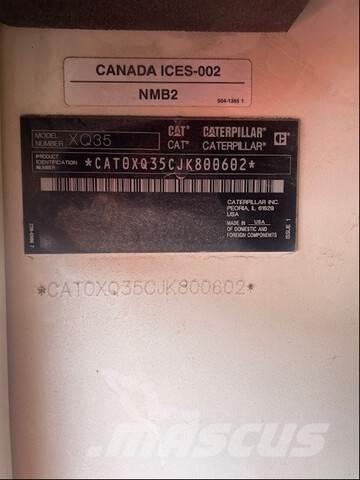 CANADA ICES-002
NMB2
504-1385 1
MODEL NUMBER XQ35
CAT CATERPILLAR
CAT CATERPILLAR
PRODUCT IDENTIFICATION NUMBER *CAT0XQ35CJK800602*
CATERPILLAR INC.
PEORIA, IL 61629
USA
MADE IN USA
OF DOMESTIC AND
FOREIGN COMPONENTS
ISSUE 1
*CAT0XQ35CJK800602*
MASCUS